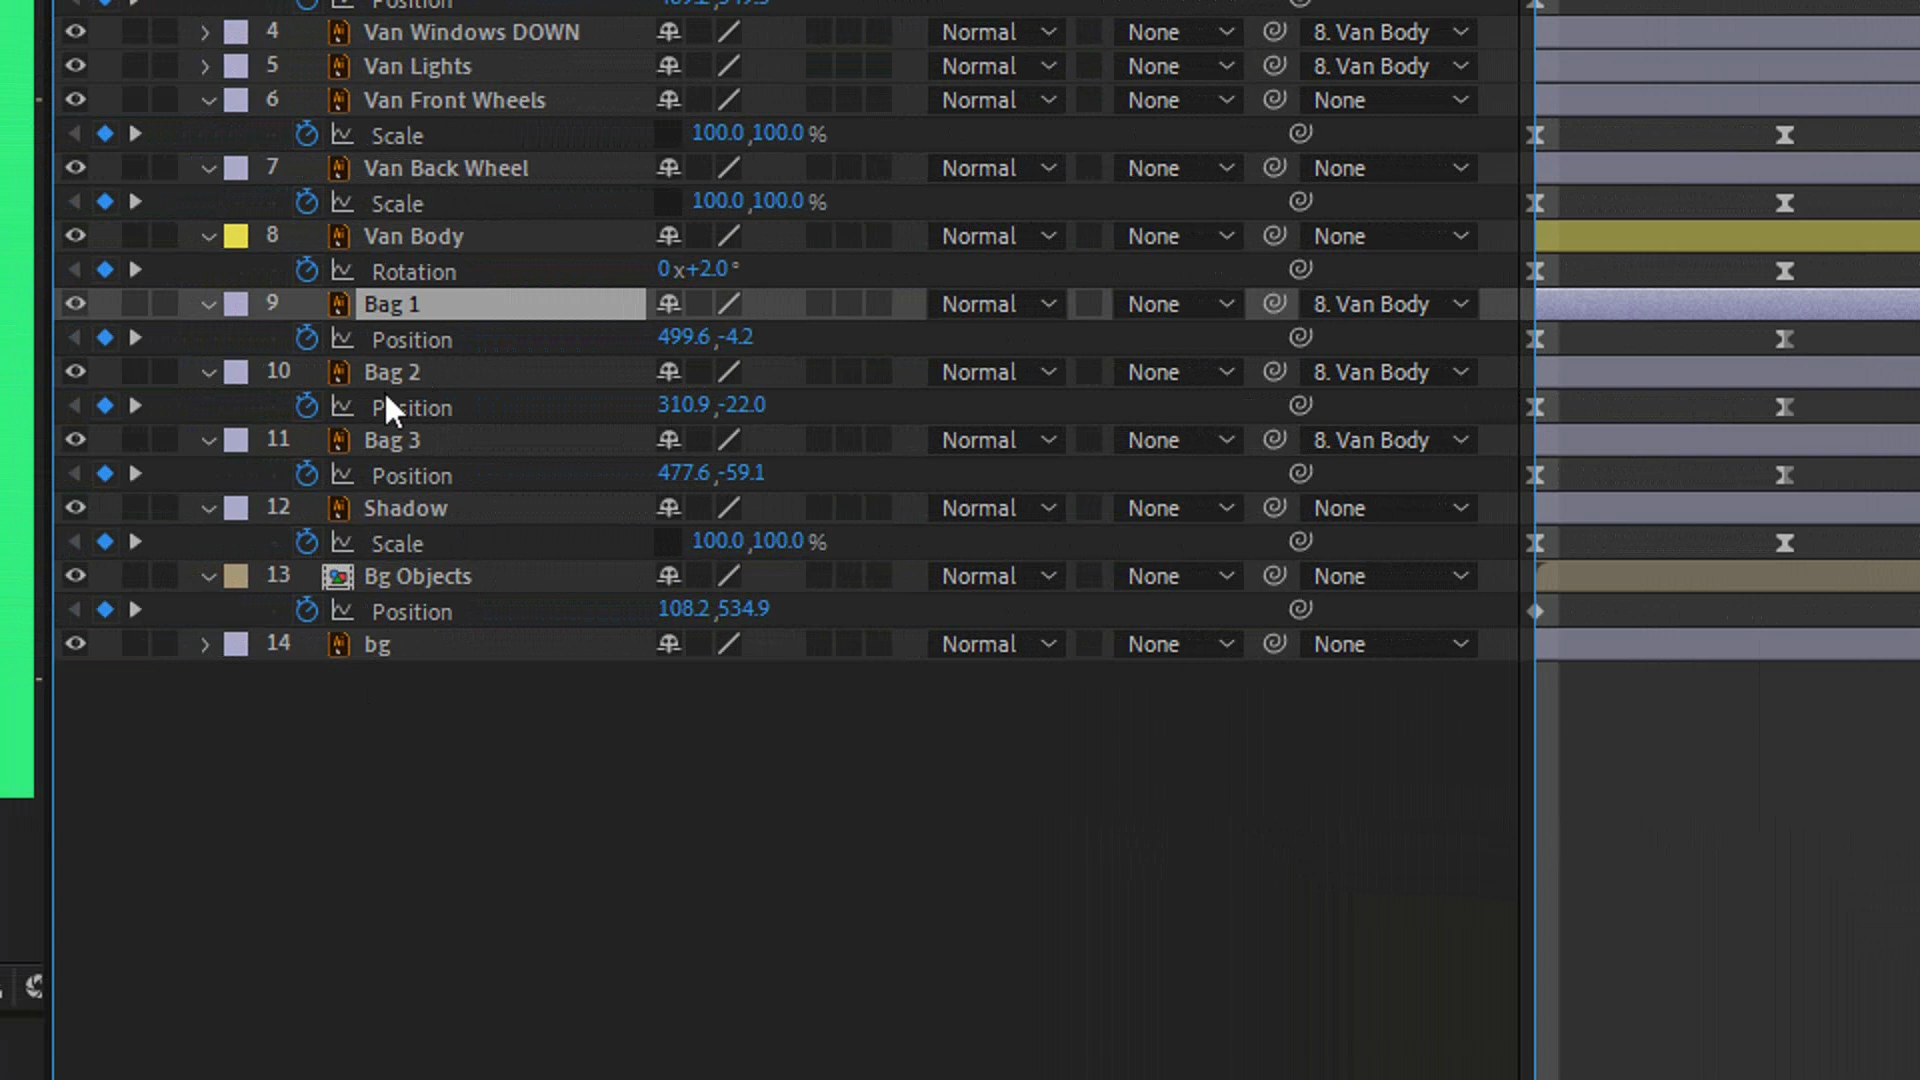 Position
4 Van Windows DOWN Normal None 8. Van Body
5 Van Lights Normal None 8. Van Body
6 Van Front Wheels Normal None None
Scale 100.0,100.0 %
7 Van Back Wheel Normal None None
Scale 100.0,100.0 %
8 Van Body Normal None None
Rotation 0x+2.0°
9 Bag 1 Normal None 8. Van Body
Position 499.6,-4.2
10 Bag 2 Normal None 8. Van Body
Position 310.9,-22.0
11 Bag 3 Normal None 8. Van Body
Position 477.6,-59.1
12 Shadow Normal None None
Scale 100.0,100.0 %
13 Bg Objects Normal None None
Position 108.2,534.9
14 bg Normal None None